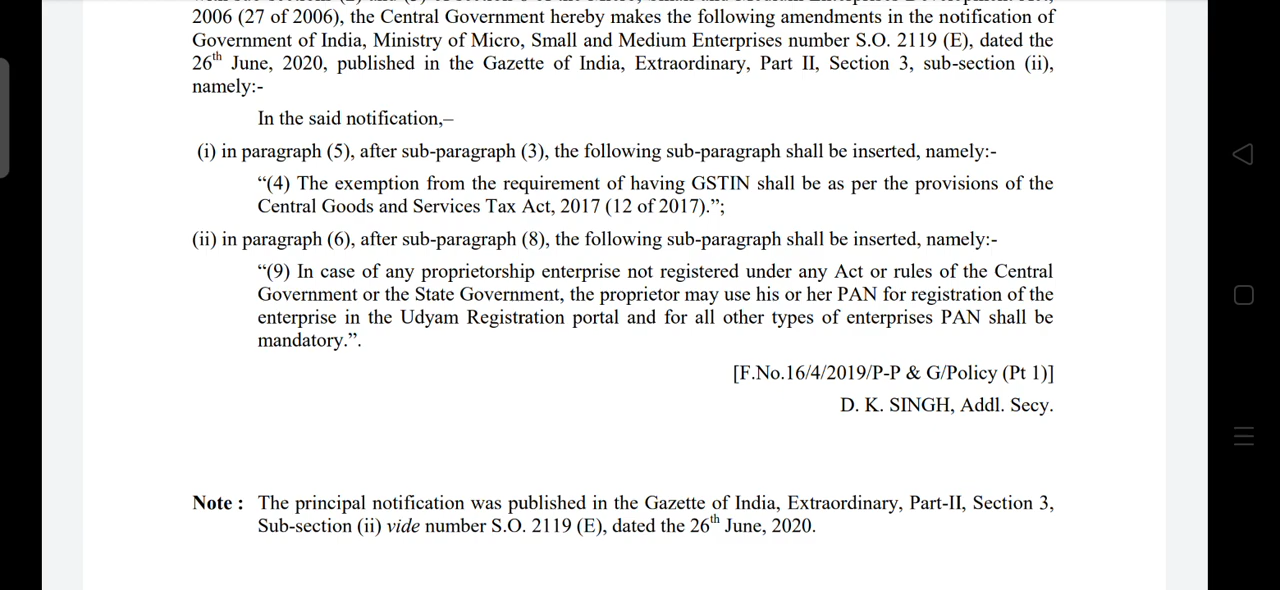 2006 (27 of 2006), the Central Government hereby makes the following amendments in the notification of
Government of India, Ministry of Micro, Small and Medium Enterprises number S.O. 2119 (E), dated the
26th June, 2020, published in the Gazette of India, Extraordinary, Part II, Section 3, sub-section (ii),
namely:-
In the said notification,–
(i) in paragraph (5), after sub-paragraph (3), the following sub-paragraph shall be inserted, namely:-
“(4) The exemption from the requirement of having GSTIN shall be as per the provisions of the
Central Goods and Services Tax Act, 2017 (12 of 2017).”;
(ii) in paragraph (6), after sub-paragraph (8), the following sub-paragraph shall be inserted, namely:-
“(9) In case of any proprietorship enterprise not registered under any Act or rules of the Central
Government or the State Government, the proprietor may use his or her PAN for registration of the
enterprise in the Udyam Registration portal and for all other types of enterprises PAN shall be
mandatory.”.
[F.No.16/4/2019/P-P & G/Policy (Pt 1)]
D. K. SINGH, Addl. Secy.
Note : The principal notification was published in the Gazette of India, Extraordinary, Part-II, Section 3,
Sub-section (ii) vide number S.O. 2119 (E), dated the 26th June, 2020.